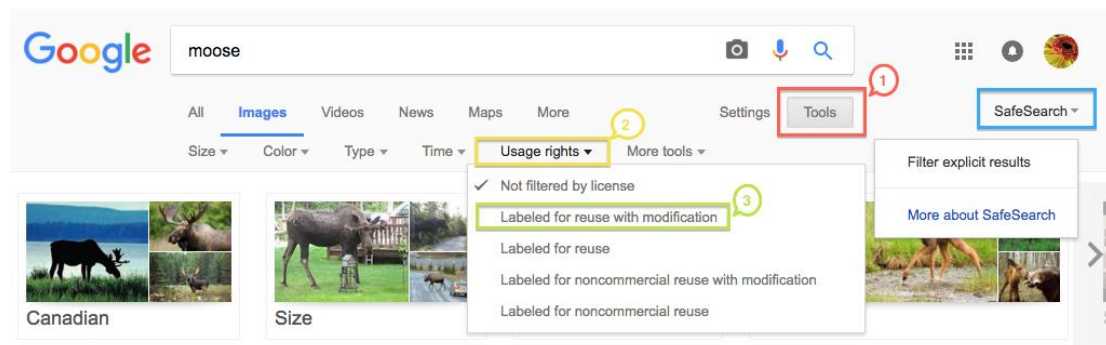 Google
moose
1
All Images Videos News Maps More Settings Tools SafeSearch
2
Size Color Type Time Usage rights More tools
Filter explicit results
More about SafeSearch
Not filtered by license
3
Labeled for reuse with modification
Labeled for reuse
Labeled for noncommercial reuse with modification
Labeled for noncommercial reuse
Canadian
Size